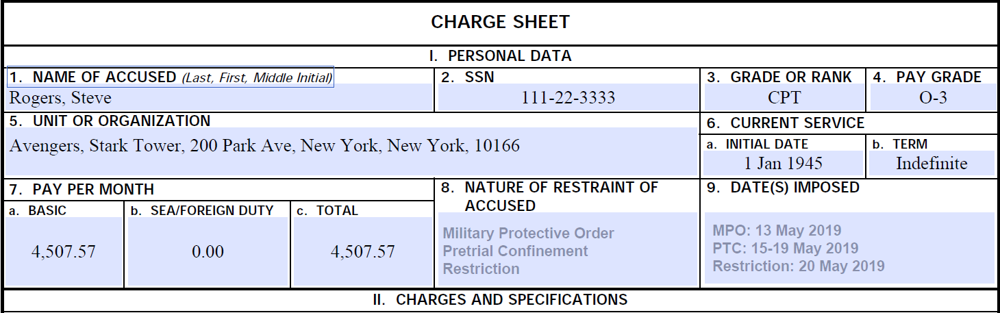 CHARGE SHEET
I. PERSONAL DATA
1. NAME OF ACCUSED (Last, First, Middle Initial)
Rogers, Steve
2. SSN
111-22-3333
3. GRADE OR RANK
CPT
4. PAY GRADE
O-3
5. UNIT OR ORGANIZATION
Avengers, Stark Tower, 200 Park Ave, New York, New York, 10166
6. CURRENT SERVICE
a. INITIAL DATE
1 Jan 1945
b. TERM
Indefinite
7. PAY PER MONTH
a. BASIC
4,507.57
b. SEA/FOREIGN DUTY
0.00
c. TOTAL
4,507.57
8. NATURE OF RESTRAINT OF
ACCUSED
Military Protective Order
Pretrial Confinement
Restriction
9. DATE(S) IMPOSED
MPO: 13 May 2019
PTC: 15-19 May 2019
Restriction: 20 May 2019
II. CHARGES AND SPECIFICATIONS